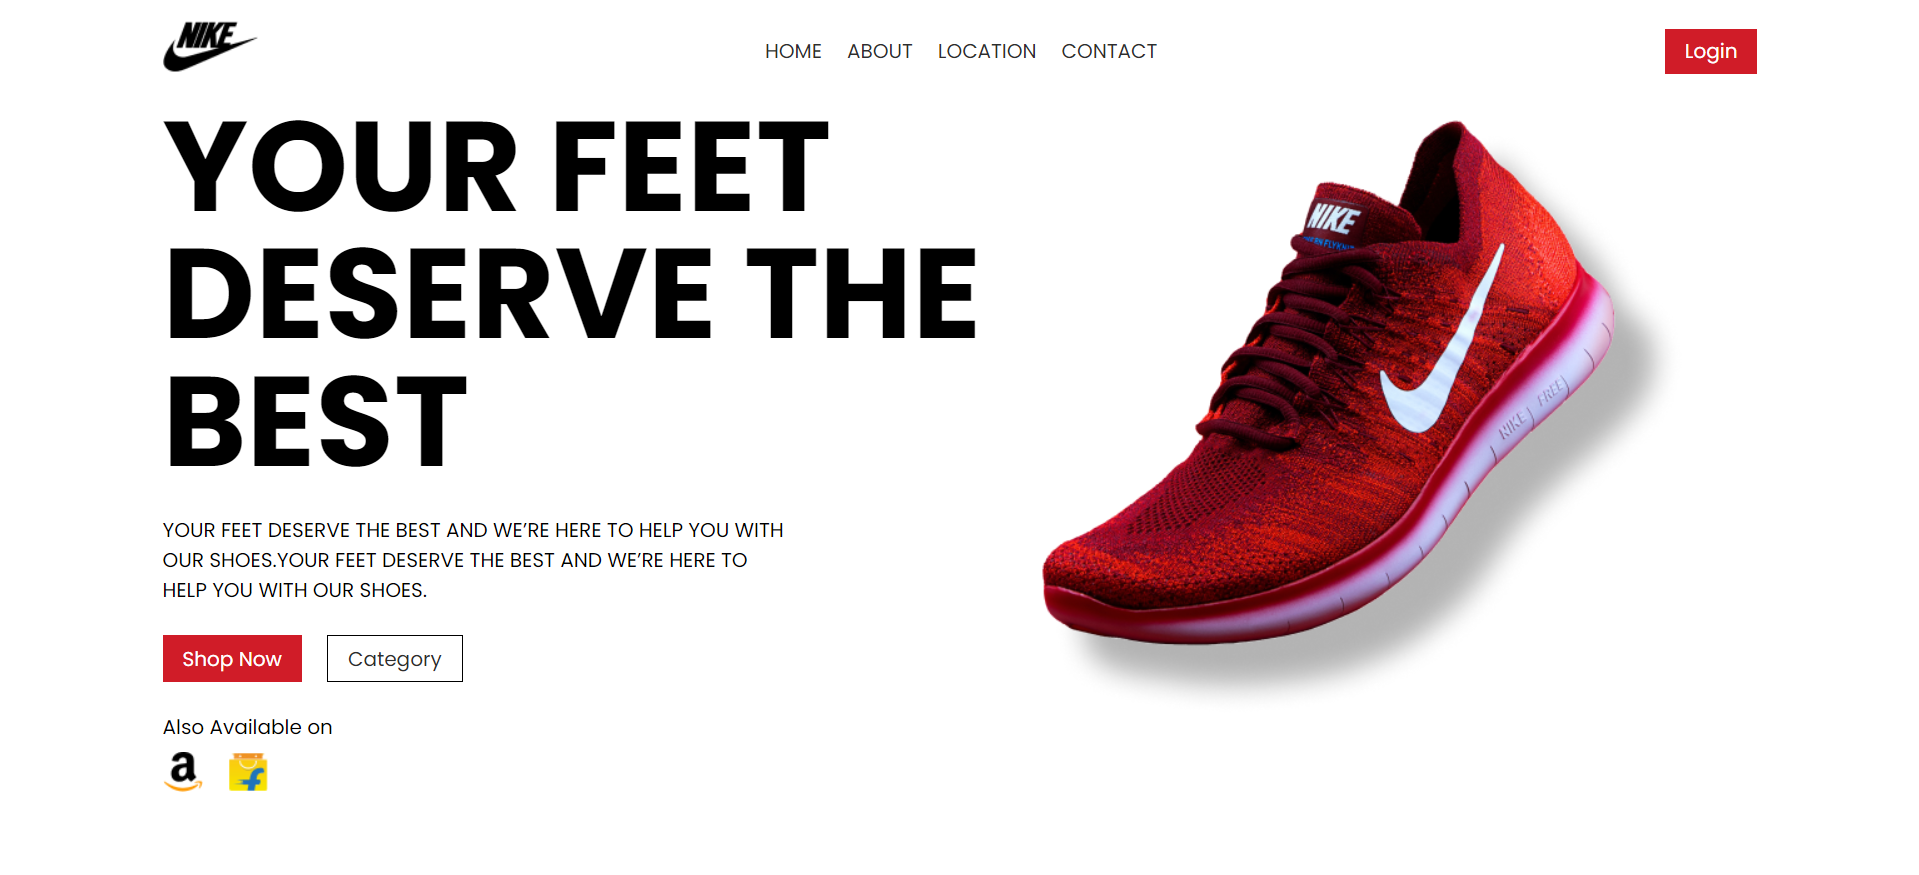 NIKE
HOME ABOUT LOCATION CONTACT
Login
YOUR FEET
DESERVE THE
BEST
YOUR FEET DESERVE THE BEST AND WE’RE HERE TO HELP YOU WITH
OUR SHOES.YOUR FEET DESERVE THE BEST AND WE’RE HERE TO
HELP YOU WITH OUR SHOES.
Shop Now
Category
Also Available on
a
f
NIKE
NIKE FREE